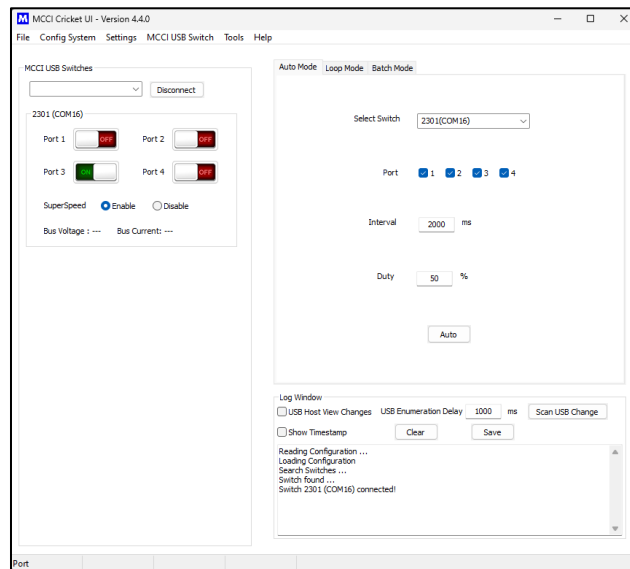 M MCCI Cricket UI - Version 4.4.0
File Config System Settings MCCI USB Switch Tools Help
MCCI USB Switches
Disconnect
2301 (COM16)
Port 1 OFF Port 2 OFF
Port 3 ON Port 4 OFF
SuperSpeed Enable Disable
Bus Voltage : --- Bus Current: ---
Auto Mode Loop Mode Batch Mode
Select Switch 2301(COM16)
Port 1 2 3 4
Interval 2000 ms
Duty 50 %
Auto
Log Window
USB Host View Changes USB Enumeration Delay 1000 ms Scan USB Change
Show Timestamp Clear Save
Reading Configuration ...
Loading Configuration
Search Switches ...
Switch found ...
Switch 2301 (COM16) connected!
Port